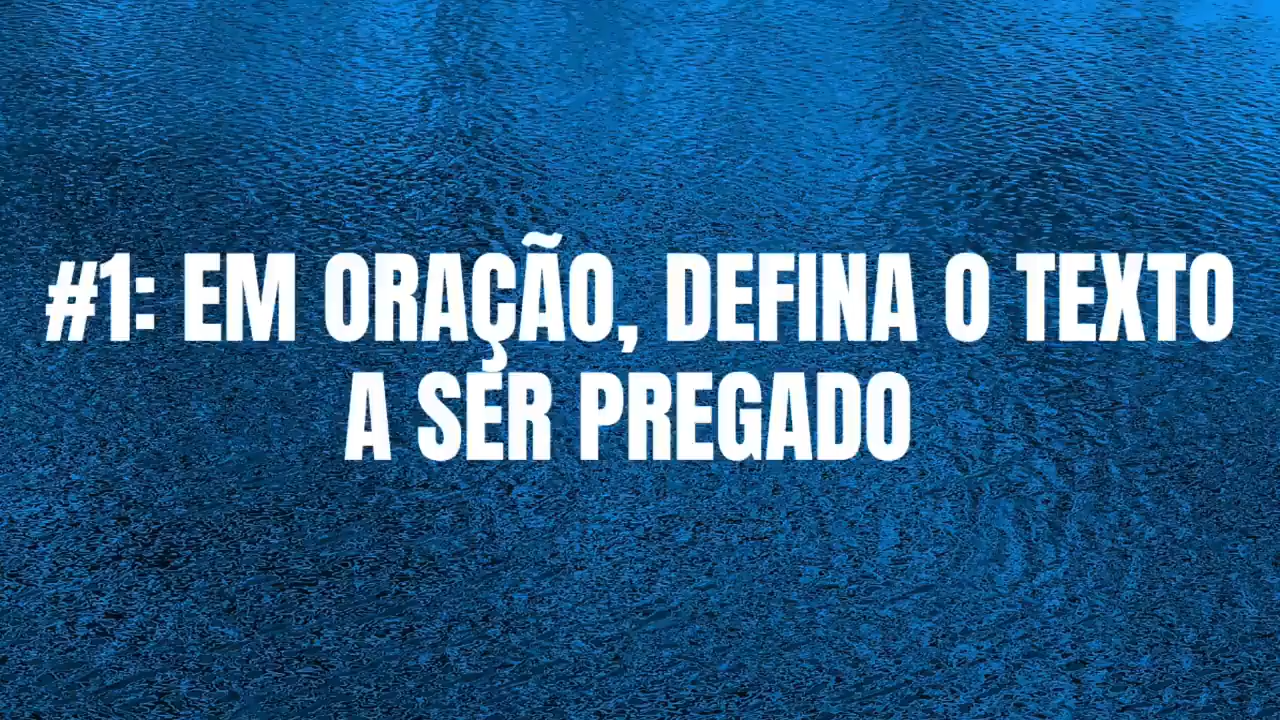 #1: EM ORAÇÃO, DEFINA O TEXTO
A SER PREGADO